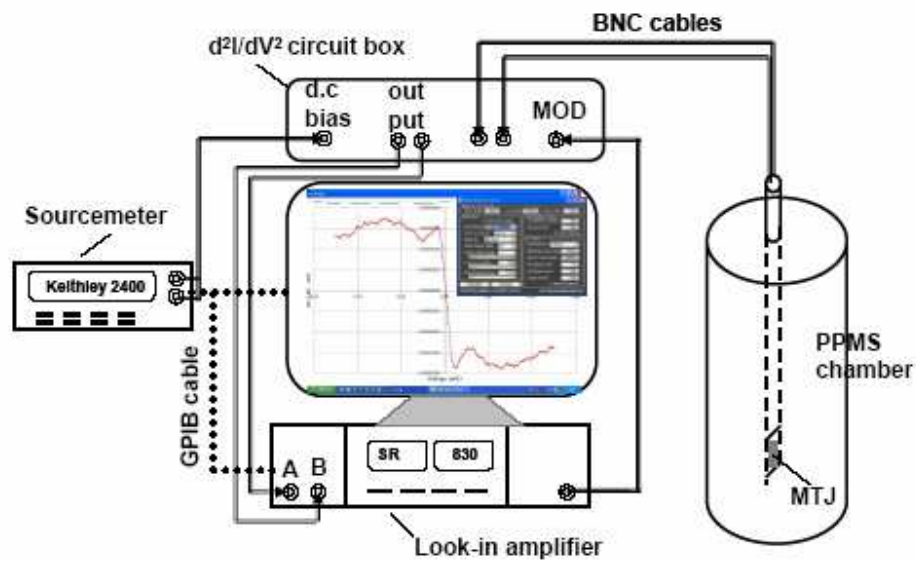 BNC cables
d²I/dV² circuit box
d.c
bias
out
put
MOD
Sourcemeter
Keithley 2400
GPIB cable
PPMS
chamber
A B
SR
830
MTJ
Look-in amplifier